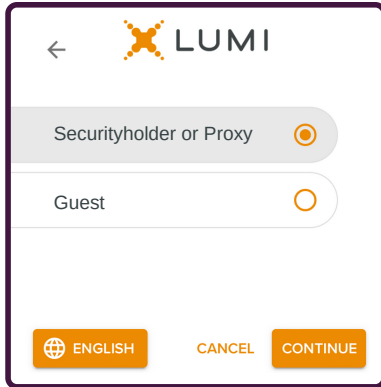 LUMI
Securityholder or Proxy
Guest
ENGLISH CANCEL CONTINUE